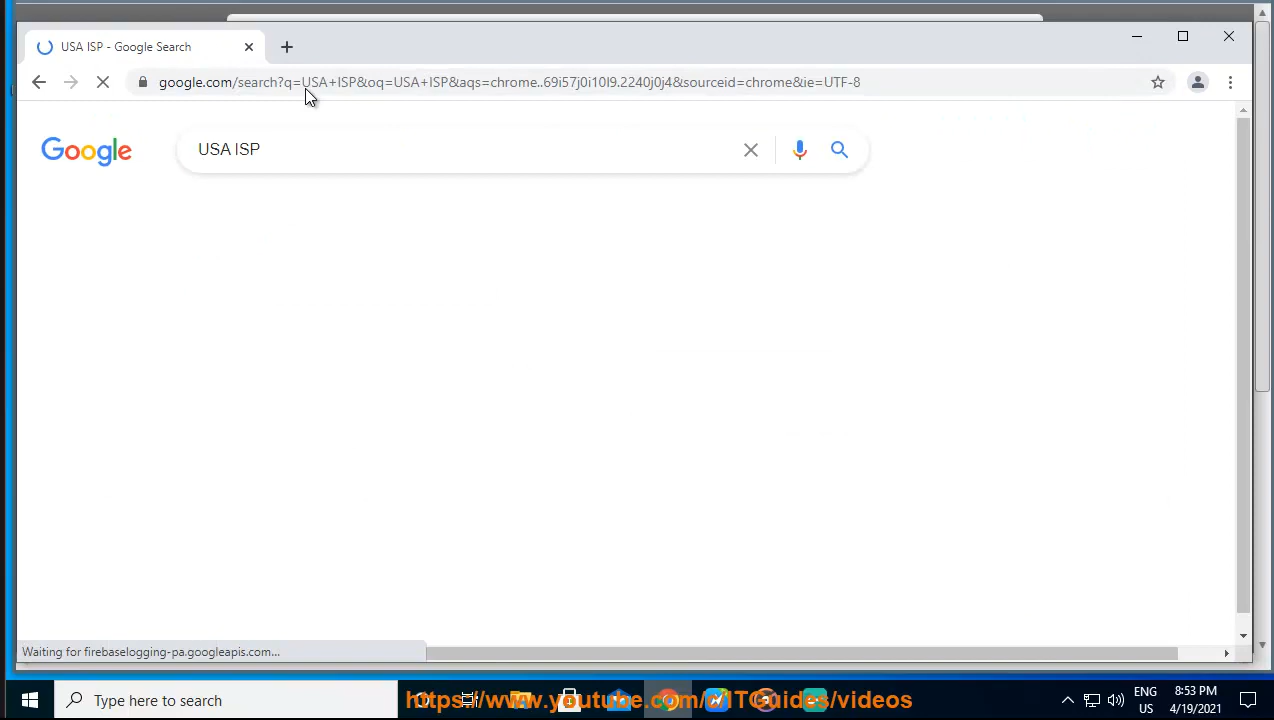 USA ISP - Google Search
google.com/search?q=USA+ISP&oq=USA+ISP&aqs=chrome..69i57j0i10l9.2240j0j4&sourceid=chrome&ie=UTF-8
Google
USA ISP
Waiting for firebaselogging-pa.googleapis.com...
Type here to search
https://www.youtube.com/c/ITGuides/videos
ENG
US
8:53 PM
4/19/2021